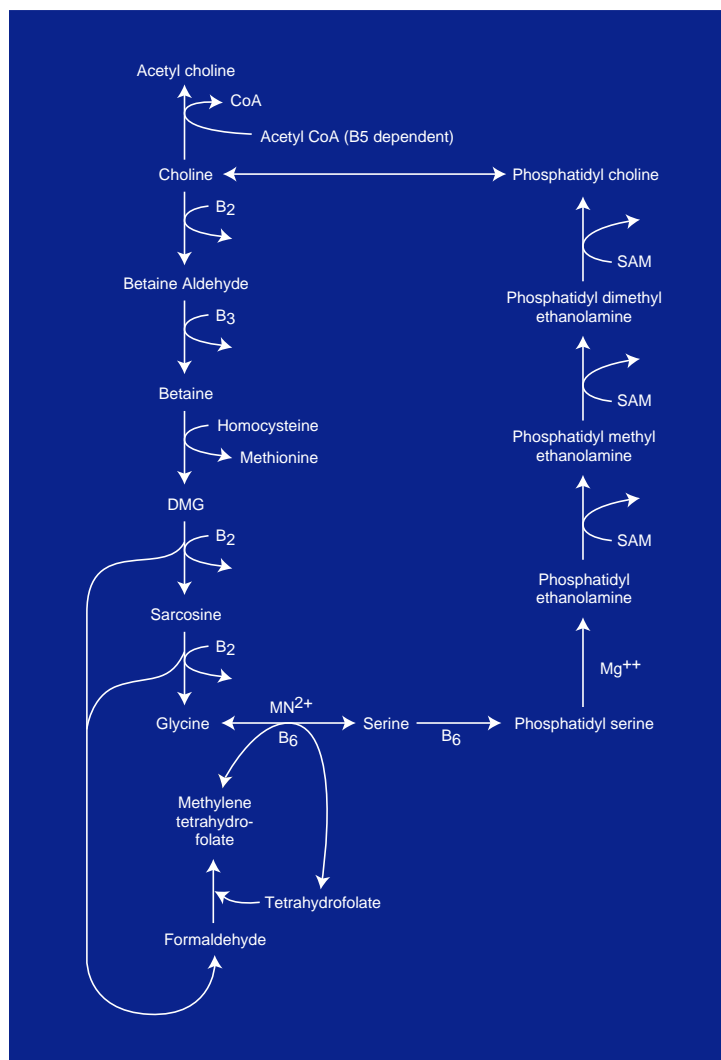 Acetyl choline
CoA
Acetyl CoA (B5 dependent)
Choline
Phosphatidyl choline
B2
SAM
Betaine Aldehyde
Phosphatidyl dimethyl
ethanolamine
B3
Betaine
SAM
Homocysteine
Phosphatidyl methyl
ethanolamine
Methionine
DMG
B2
SAM
Phosphatidyl
ethanolamine
Sarcosine
B2
Mg++
MN2+
Glycine
Serine
Phosphatidyl serine
B6
B6
Methylene
tetrahydro-
folate
Tetrahydrofolate
Formaldehyde